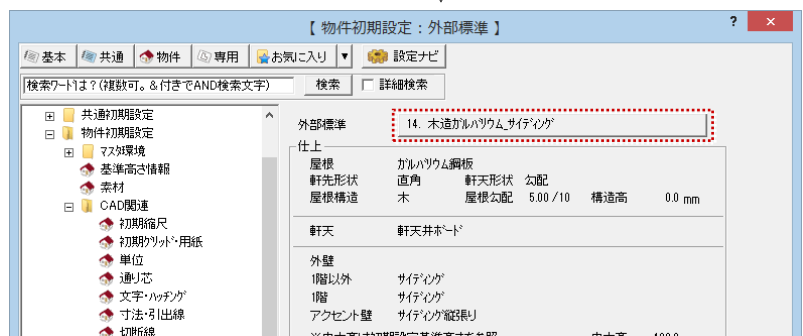 【 物件初期設定：外部標準 】
? ×
基本 共通 物件 専用 お気に入り ▼ 設定ナビ
検索ワードは？(複数可。＆付きでAND検索文字) 検索 詳細検索
共通初期設定
物件初期設定
マスタ環境
基準高さ情報
素材
CAD関連
初期縮尺
初期グリッド・用紙
単位
通り芯
文字・ハッチング
寸法・引出線
切断線
外部標準 14. 木造ガルバリウム_サイディング
仕上
屋根 ガルバリウム鋼板
軒先形状 直角 軒天形状 勾配
屋根構造 木 屋根勾配 5.00 /10 構造高 0.0 mm
軒天 軒天井ボード
外壁
1階以外 サイディング
1階 サイディング
アクセント壁 サイディング縦張り